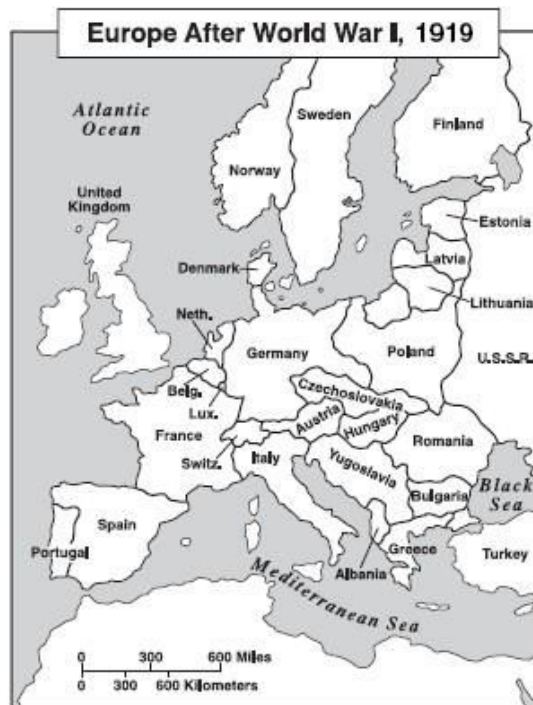 Europe After World War I, 1919
Atlantic
Ocean
Sweden
Finland
Norway
United
Kingdom
Estonia
Latvia
Denmark
Lithuania
Neth.
Germany
Poland
U.S.S.R.
Belg.
Czechoslovakia
Lux.
Austria
Hungary
France
Romania
Switz.
Italy
Yugoslavia
Black
Sea
Bulgaria
Spain
Portugal
Greece
Turkey
Albania
Mediterranean Sea
0 300 600 Miles
0 300 600 Kilometers